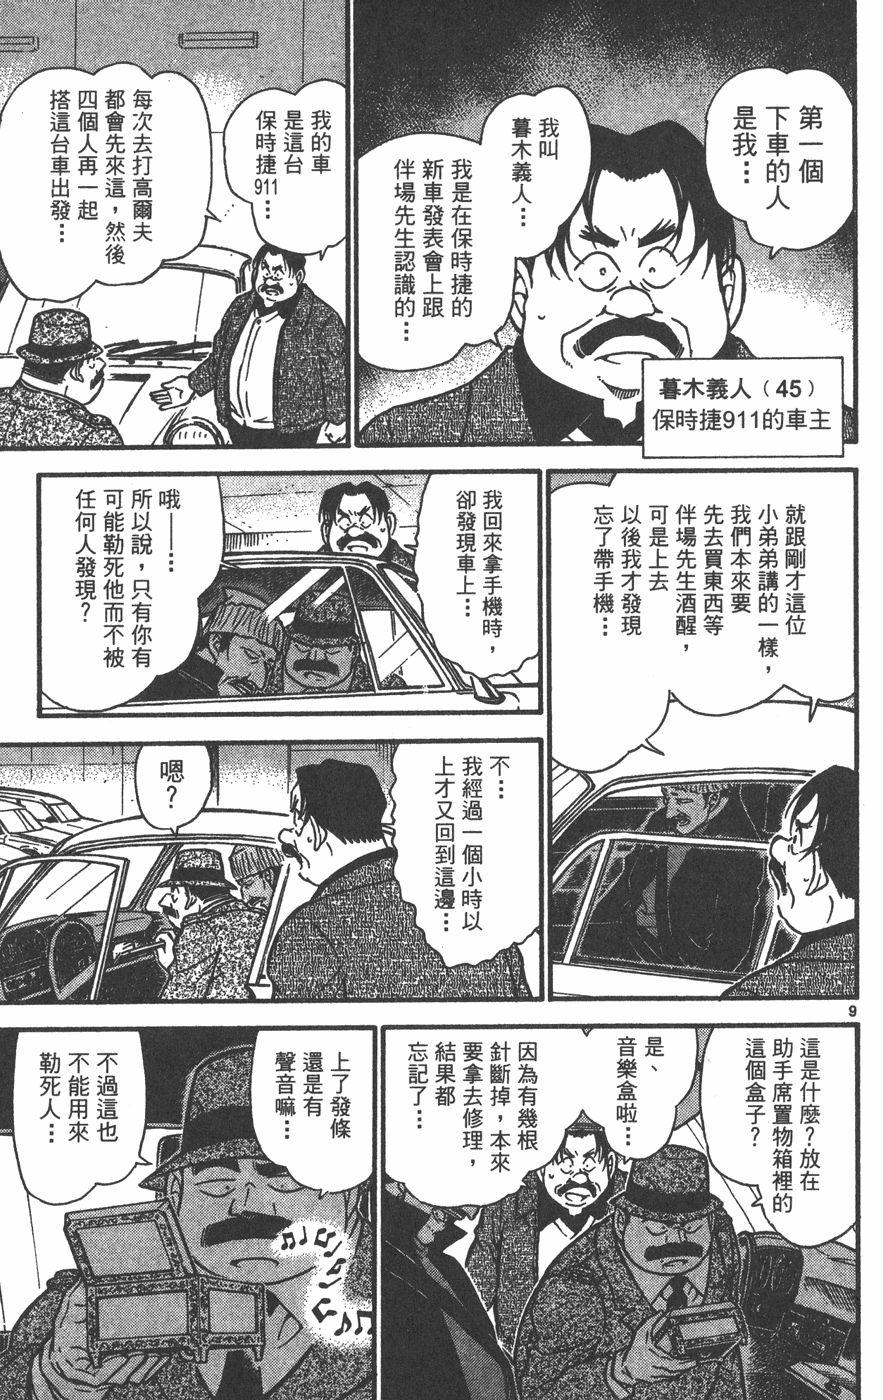 第一個
下車的人
是我…
我叫
暮木義人…
我是在保時捷的
新車發表會上跟
伴場先生認識的…
暮木義人（45）
保時捷911的車主
我的車
是這台
保時捷
911…
每次去打高爾夫
都會先來這，然後
四個人再一起
搭這台車出發…
就跟剛才這位
小弟弟講的一樣，
我們本來要
先去買東西等
伴場先生酒醒，
可是上去
以後我才發現
忘了帶手機…
我回來拿手機時，
卻發現車上…
哦——…
所以說，只有你有
可能勒死他而不被
任何人發現？
不…
我經過一個小時以
上才又回到這邊…
嗯？
9
這是什麼？放在
助手席置物箱裡的
這個盒子？
是、
音樂盒啦…
因為有幾根
針斷掉，本來
要拿去修理，
結果都
忘記了…
上了發條
還是有
聲音嘛…
不過這也
不能用來
勒死人…